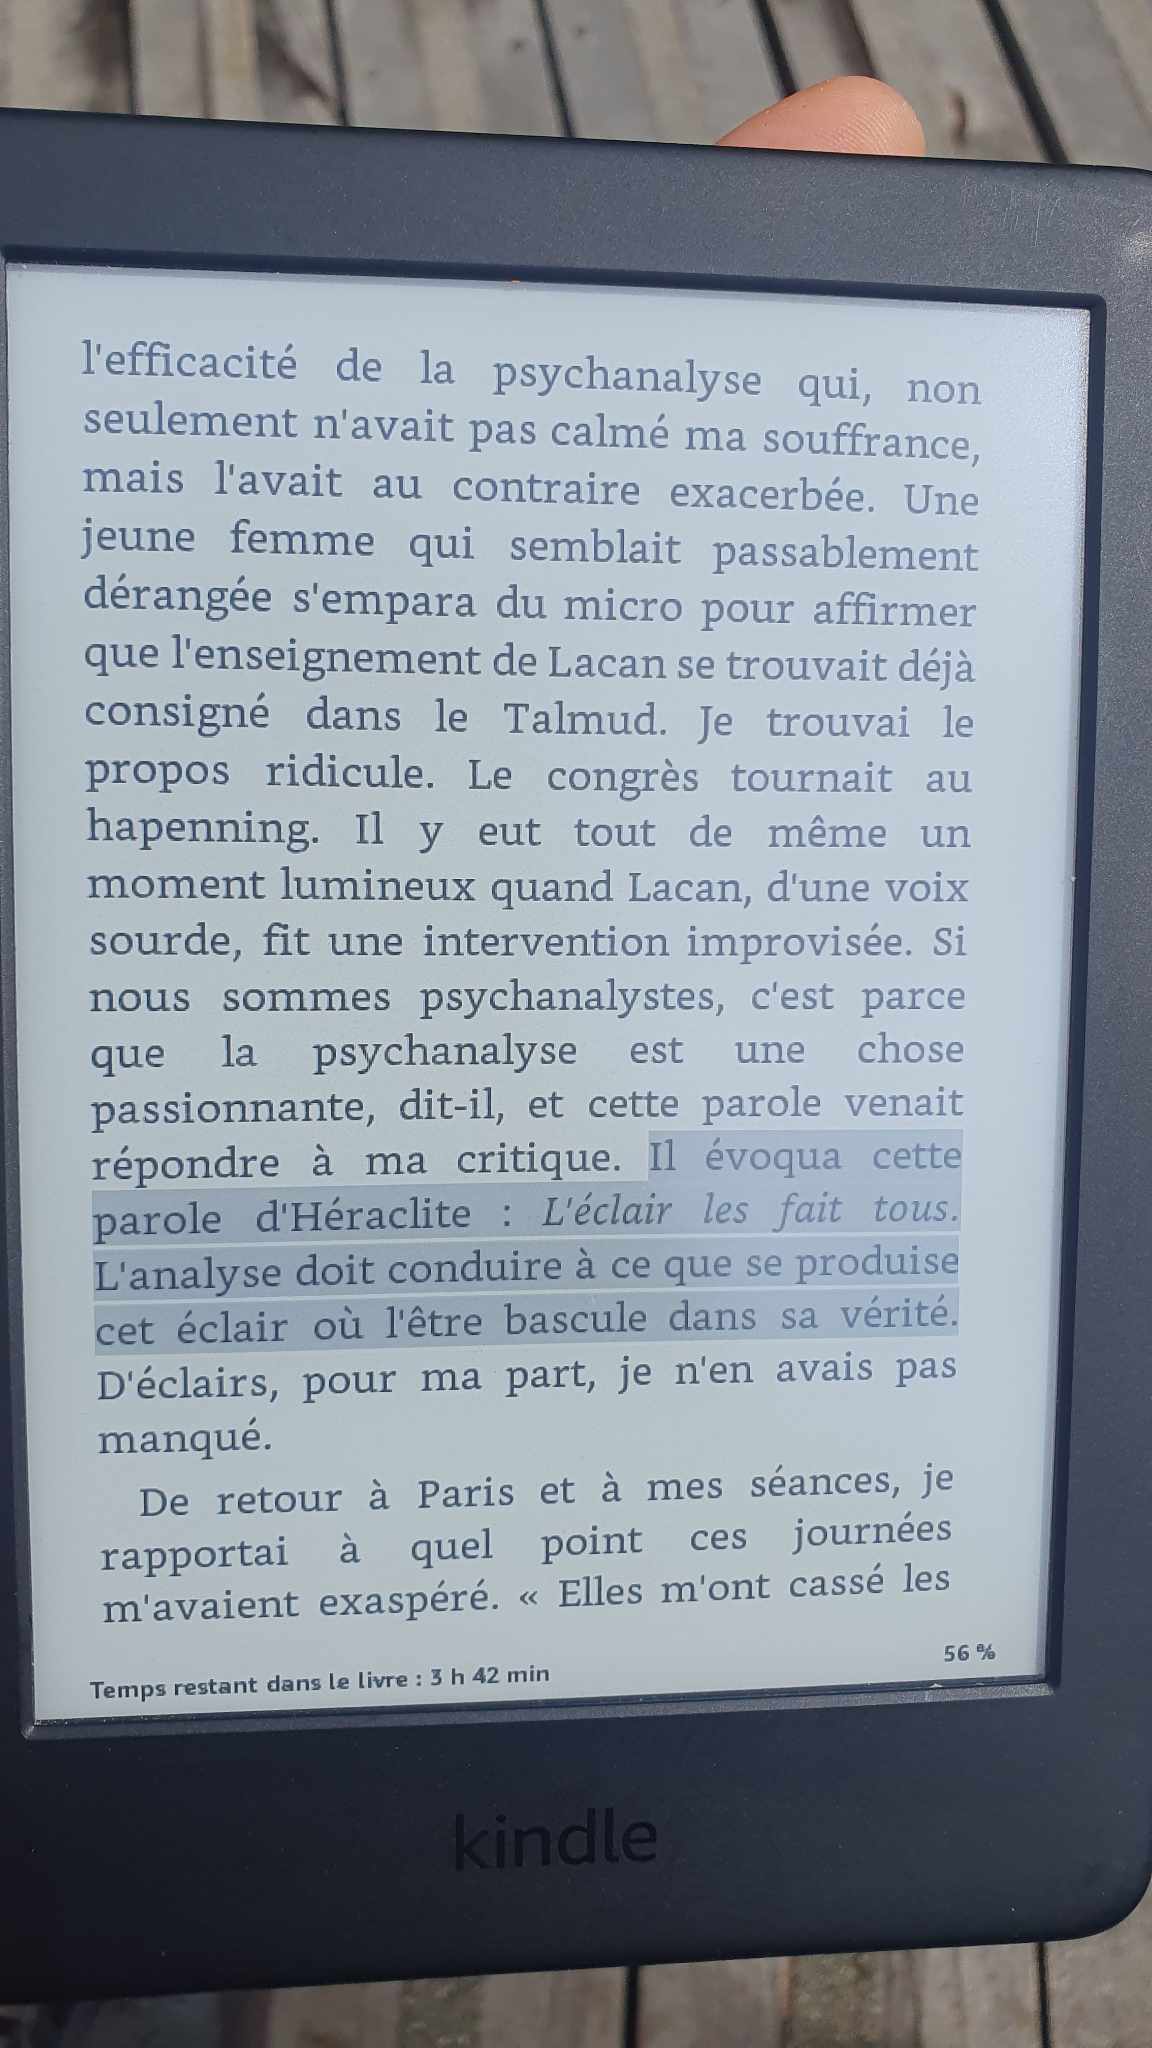 l'efficacité de la psychanalyse qui, non
seulement n'avait pas calmé ma souffrance,
mais l'avait au contraire exacerbée. Une
jeune femme qui semblait passablement
dérangée s'empara du micro pour affirmer
que l'enseignement de Lacan se trouvait déjà
consigné dans le Talmud. Je trouvai le
propos ridicule. Le congrès tournait au
hapenning. Il y eut tout de même un
moment lumineux quand Lacan, d'une voix
sourde, fit une intervention improvisée. Si
nous sommes psychanalystes, c'est parce
que la psychanalyse est une chose
passionnante, dit-il, et cette parole venait
répondre à ma critique. Il évoqua cette
parole d'Héraclite : L'éclair les fait tous.
L'analyse doit conduire à ce que se produise
cet éclair où l'être bascule dans sa vérité.
D'éclairs, pour ma part, je n'en avais pas
manqué.
De retour à Paris et à mes séances, je
rapportai à quel point ces journées
m'avaient exaspéré. « Elles m'ont cassé les
Temps restant dans le livre : 3 h 42 min
56 %
kindle